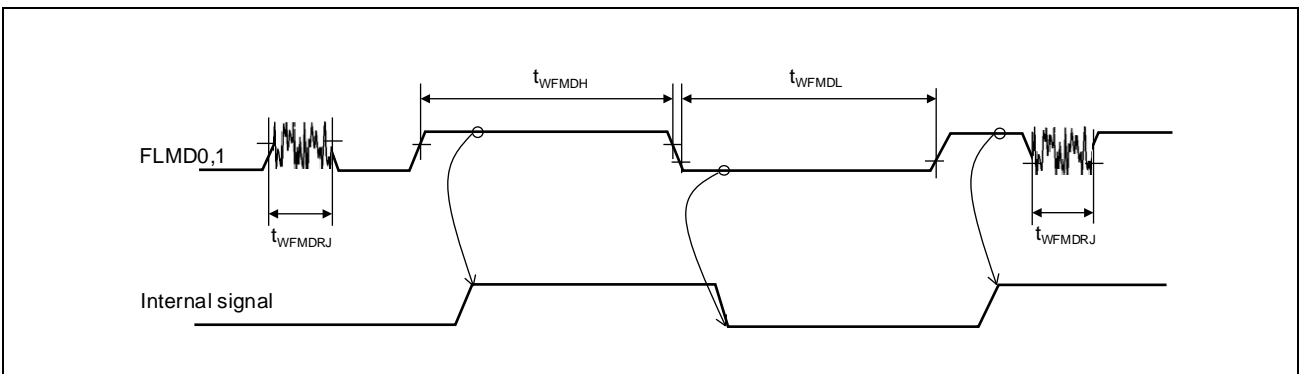 tWFMDH
tWFMDL
FLMD0,1
tWFMDRJ
tWFMDRJ
Internal signal